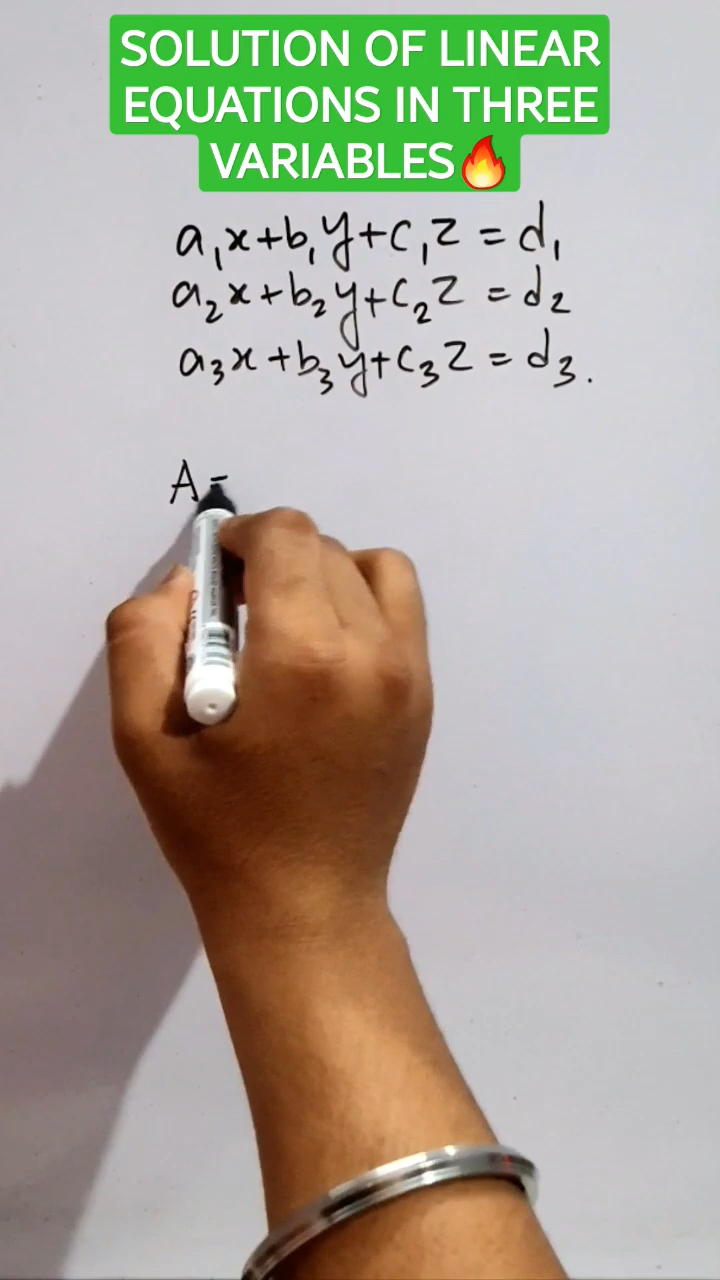 SOLUTION OF LINEAR
EQUATIONS IN THREE
VARIABLES🔥
a₁x+b₁y+c₁z = d₁
a₂x+b₂y+c₂z = d₂
a₃x+b₃y+c₃z = d₃.
A =